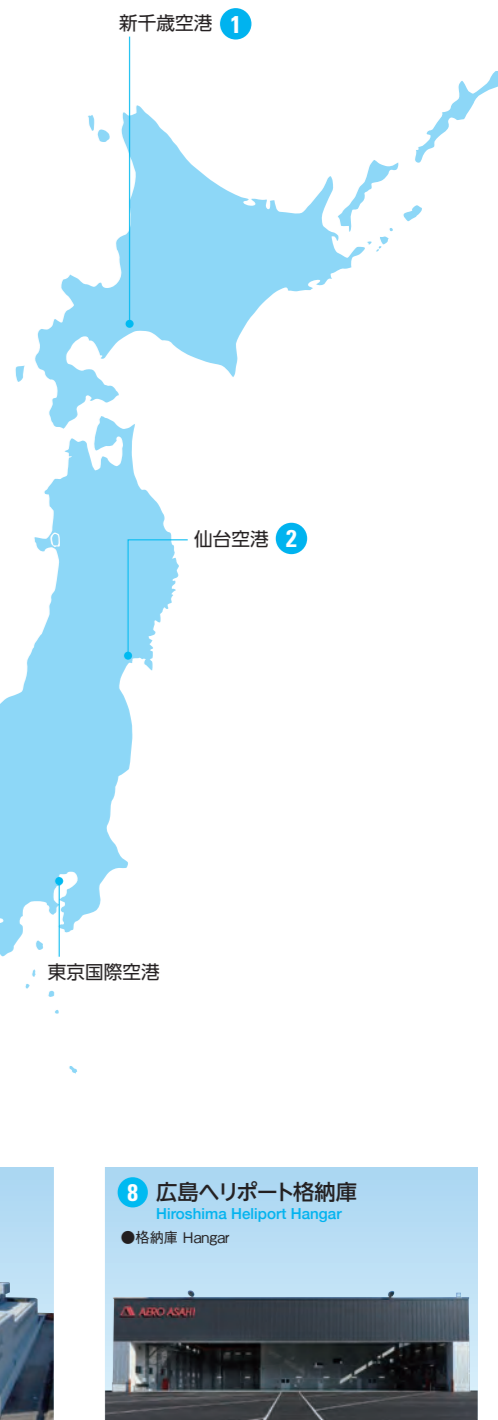 新千歳空港 1
仙台空港 2
東京国際空港
8 広島ヘリポート格納庫
Hiroshima Heliport Hangar
●格納庫 Hangar
AERO ASAHI